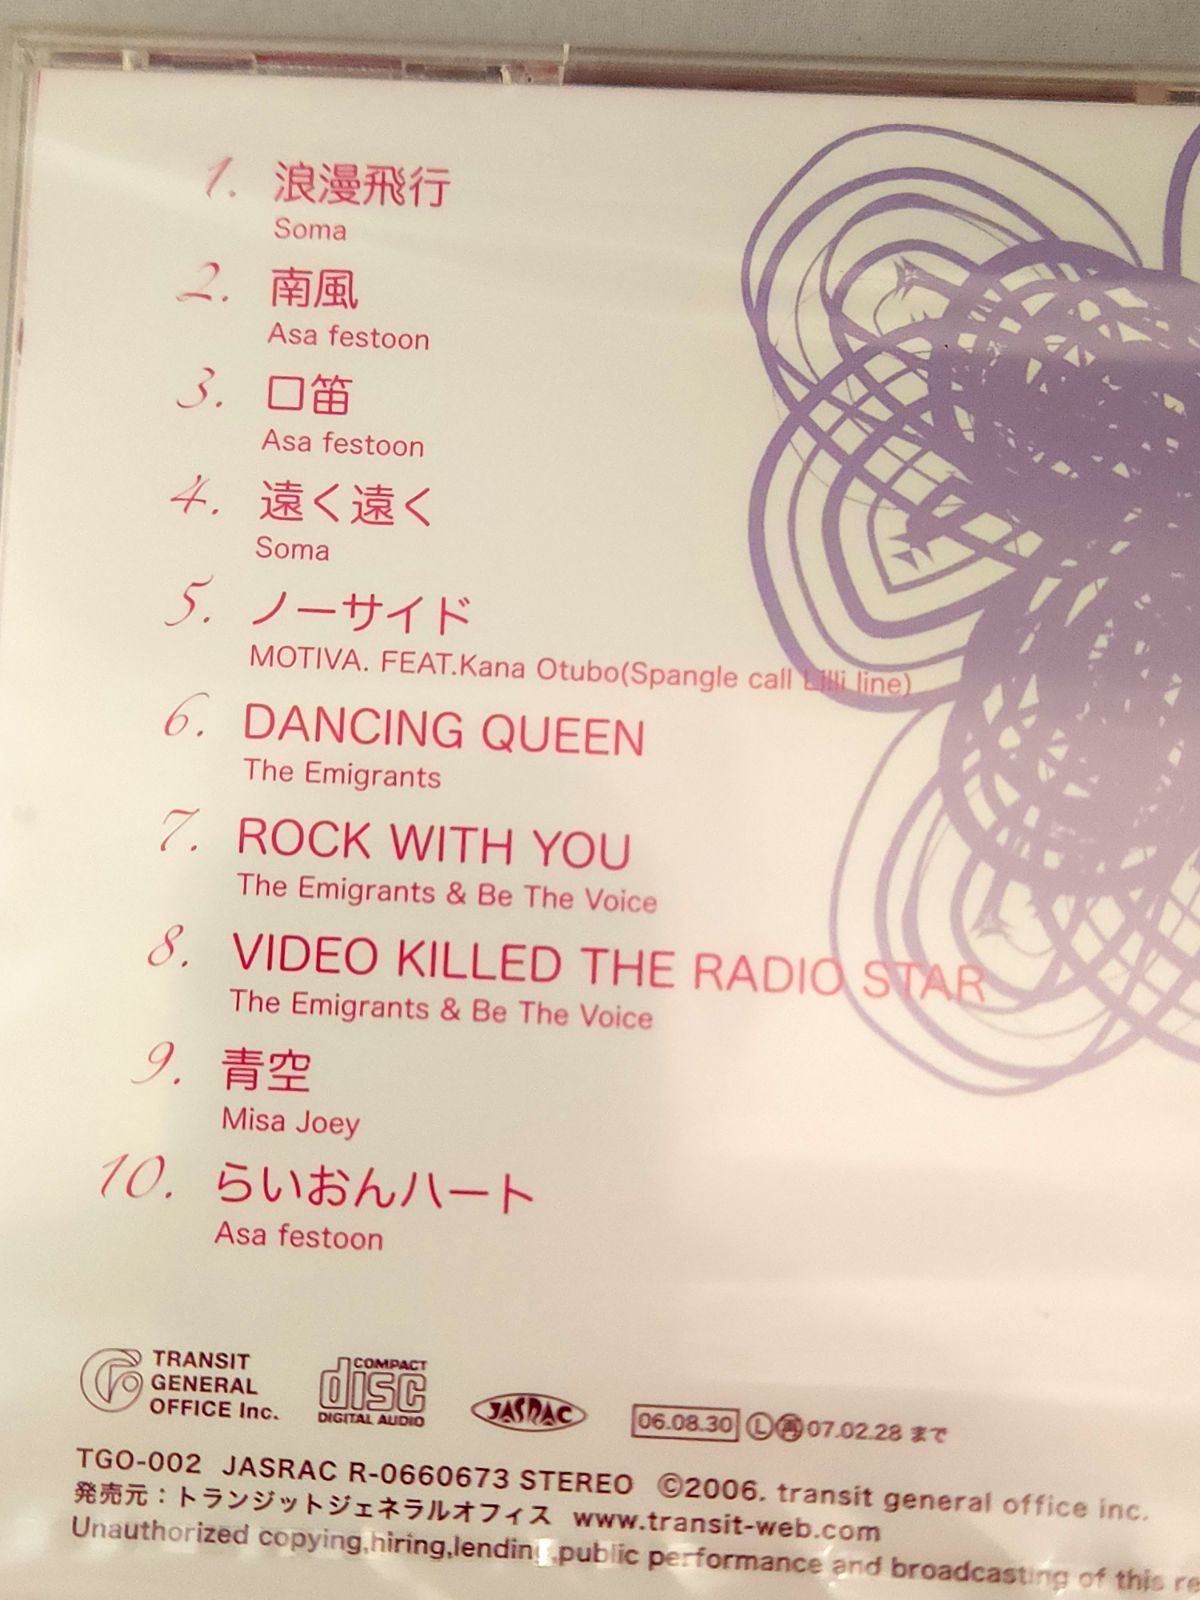 1. 浪漫飛行
Soma
2. 南風
Asa festoon
3. 口笛
Asa festoon
4. 遠く遠く
Soma
5. ノーサイド
MOTIVA. FEAT.Kana Otubo(Spangle call Lilli line)
6. DANCING QUEEN
The Emigrants
7. ROCK WITH YOU
The Emigrants & Be The Voice
8. VIDEO KILLED THE RADIO STAR
The Emigrants & Be The Voice
9. 青空
Misa Joey
10. らいおんハート
Asa festoon
TRANSIT
GENERAL
OFFICE Inc.
COMPACT
disc
DIGITAL AUDIO
JASRAC
06.08.30 Ⓛ㊢07.02.28 まで
TGO-002 JASRAC R-0660673 STEREO ©2006. transit general office inc.
発売元：トランジットジェネラルオフィス www.transit-web.com
Unauthorized copying,hiring,lending,public performance and broadcasting of this re